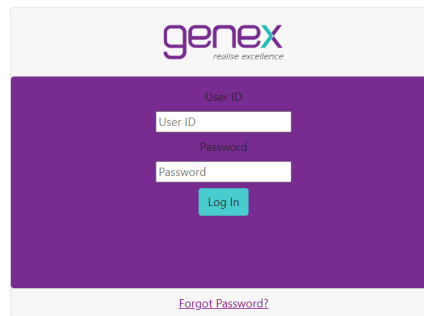 genex
realise excellence
User ID
User ID
Password
Password
Log In
Forgot Password?